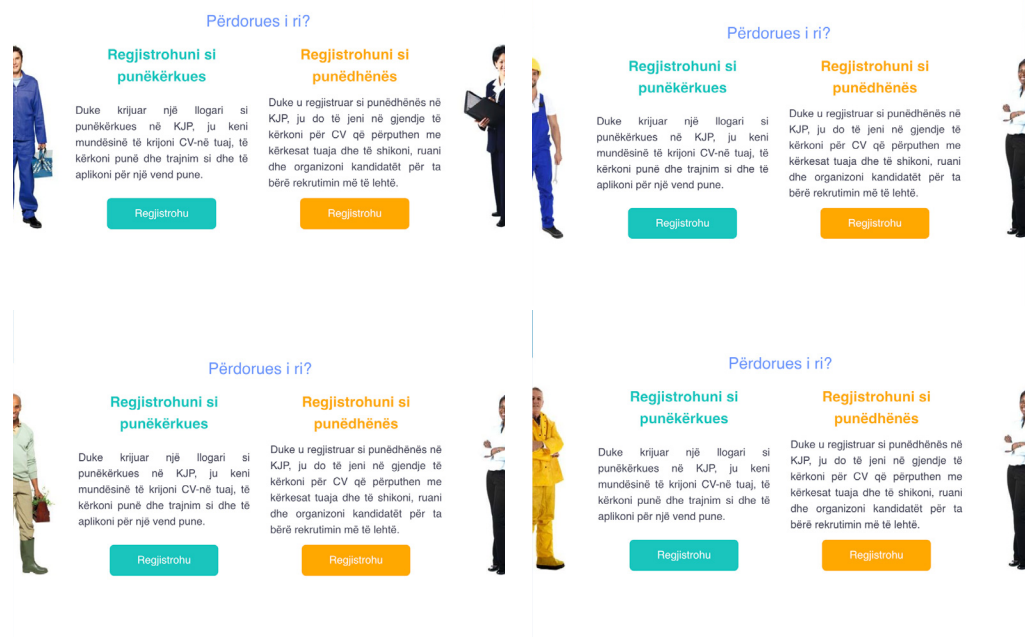 Përdorues i ri?
Regjistrohuni si
punëkërkues
Duke krijuar një llogari si
punëkërkues në KJP, ju keni
mundësinë të krijoni CV-në tuaj, të
kërkoni punë dhe trajnim si dhe të
aplikoni për një vend pune.
Regjistrohu
Regjistrohuni si
punëdhënës
Duke u regjistruar si punëdhënës në
KJP, ju do të jeni në gjendje të
kërkoni për CV që përputhen me
kërkesat tuaja dhe të shikoni, ruani
dhe organizoni kandidatët për ta
bërë rekrutimin më të lehtë.
Regjistrohu
Përdorues i ri?
Regjistrohuni si
punëkërkues
Duke krijuar një llogari si
punëkërkues në KJP, ju keni
mundësinë të krijoni CV-në tuaj, të
kërkoni punë dhe trajnim si dhe të
aplikoni për një vend pune.
Regjistrohu
Regjistrohuni si
punëdhënës
Duke u regjistruar si punëdhënës në
KJP, ju do të jeni në gjendje të
kërkoni për CV që përputhen me
kërkesat tuaja dhe të shikoni, ruani
dhe organizoni kandidatët për ta
bërë rekrutimin më të lehtë.
Regjistrohu
Përdorues i ri?
Regjistrohuni si
punëkërkues
Duke krijuar një llogari si
punëkërkues në KJP, ju keni
mundësinë të krijoni CV-në tuaj, të
kërkoni punë dhe trajnim si dhe të
aplikoni për një vend pune.
Regjistrohu
Regjistrohuni si
punëdhënës
Duke u regjistruar si punëdhënës në
KJP, ju do të jeni në gjendje të
kërkoni për CV që përputhen me
kërkesat tuaja dhe të shikoni, ruani
dhe organizoni kandidatët për ta
bërë rekrutimin më të lehtë.
Regjistrohu
Përdorues i ri?
Regjistrohuni si
punëkërkues
Duke krijuar një llogari si
punëkërkues në KJP, ju keni
mundësinë të krijoni CV-në tuaj, të
kërkoni punë dhe trajnim si dhe të
aplikoni për një vend pune.
Regjistrohu
Regjistrohuni si
punëdhënës
Duke u regjistruar si punëdhënës në
KJP, ju do të jeni në gjendje të
kërkoni për CV që përputhen me
kërkesat tuaja dhe të shikoni, ruani
dhe organizoni kandidatët për ta
bërë rekrutimin më të lehtë.
Regjistrohu